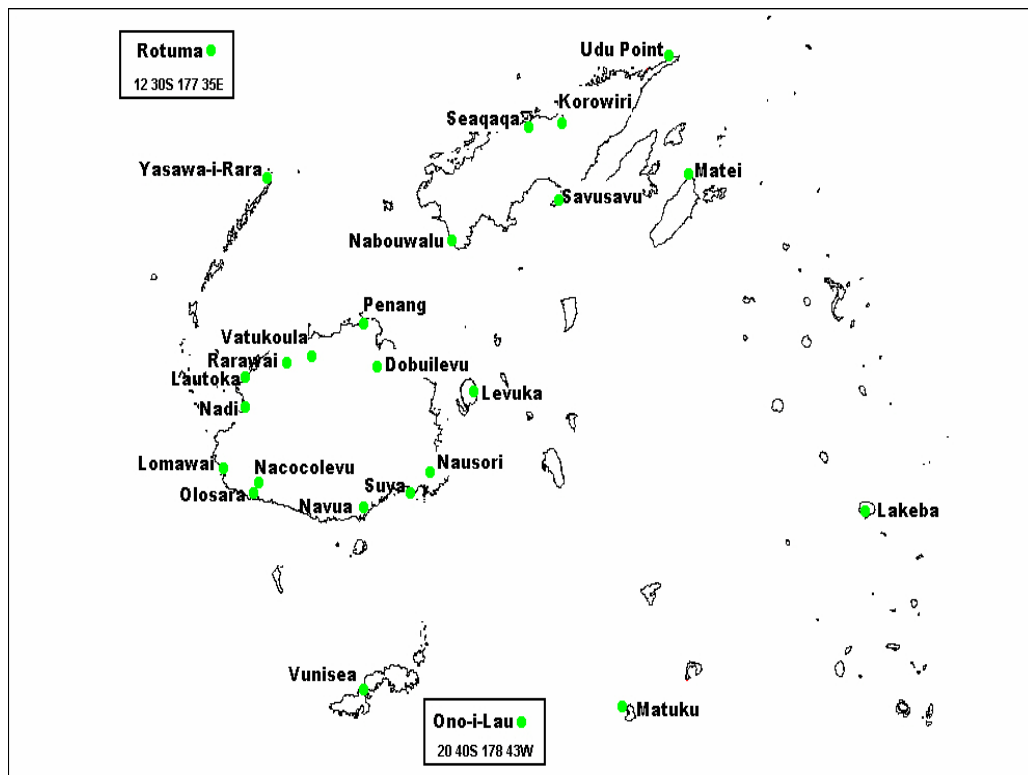 Rotuma
12 30S 177 35E
Udu Point
Korowiri
Seaqaqa
Yasawa-i-Rara
Matei
Savusavu
Nabouwalu
Penang
Vatukoula
Rarawai
Dobuilevu
Lautoka
Levuka
Nadi
Lomawai
Nacocolevu
Nausori
Olosara
Suva
Navua
Lakeba
Vunisea
Ono-i-Lau
20 40S 178 43W
Matuku